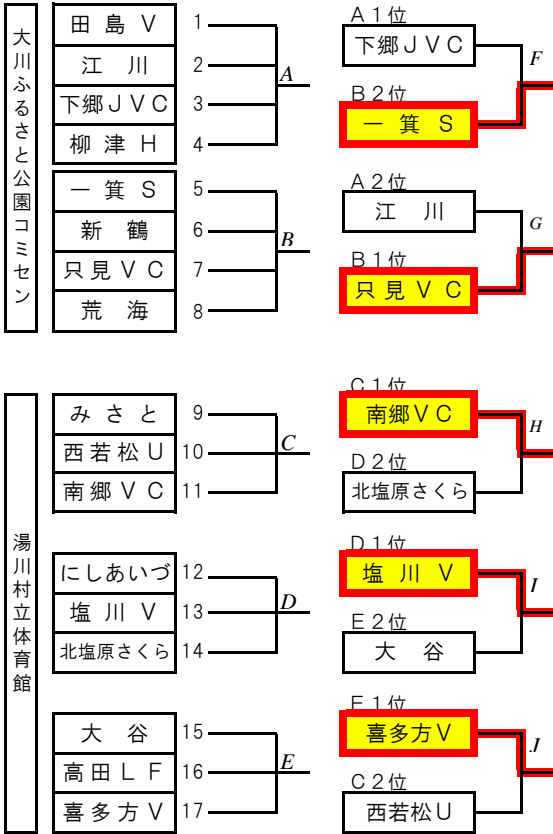 大川ふるさと公園コミセン
田島V 1
江川 2
下郷JVC 3
柳津H 4
A
一箕S 5
新鶴 6
只見VC 7
荒海 8
B
A1位
下郷JVC
F
B2位
一箕S
A2位
江川
G
B1位
只見VC
湯川村立体育館
みさと 9
西若松U 10
南郷VC 11
C
にしあいづ 12
塩川V 13
北塩原さくら 14
D
大谷 15
高田LF 16
喜多方V 17
E
C1位
南郷VC
H
D2位
北塩原さくら
D1位
塩川V
I
E2位
大谷
E1位
喜多方V
J
C2位
西若松U